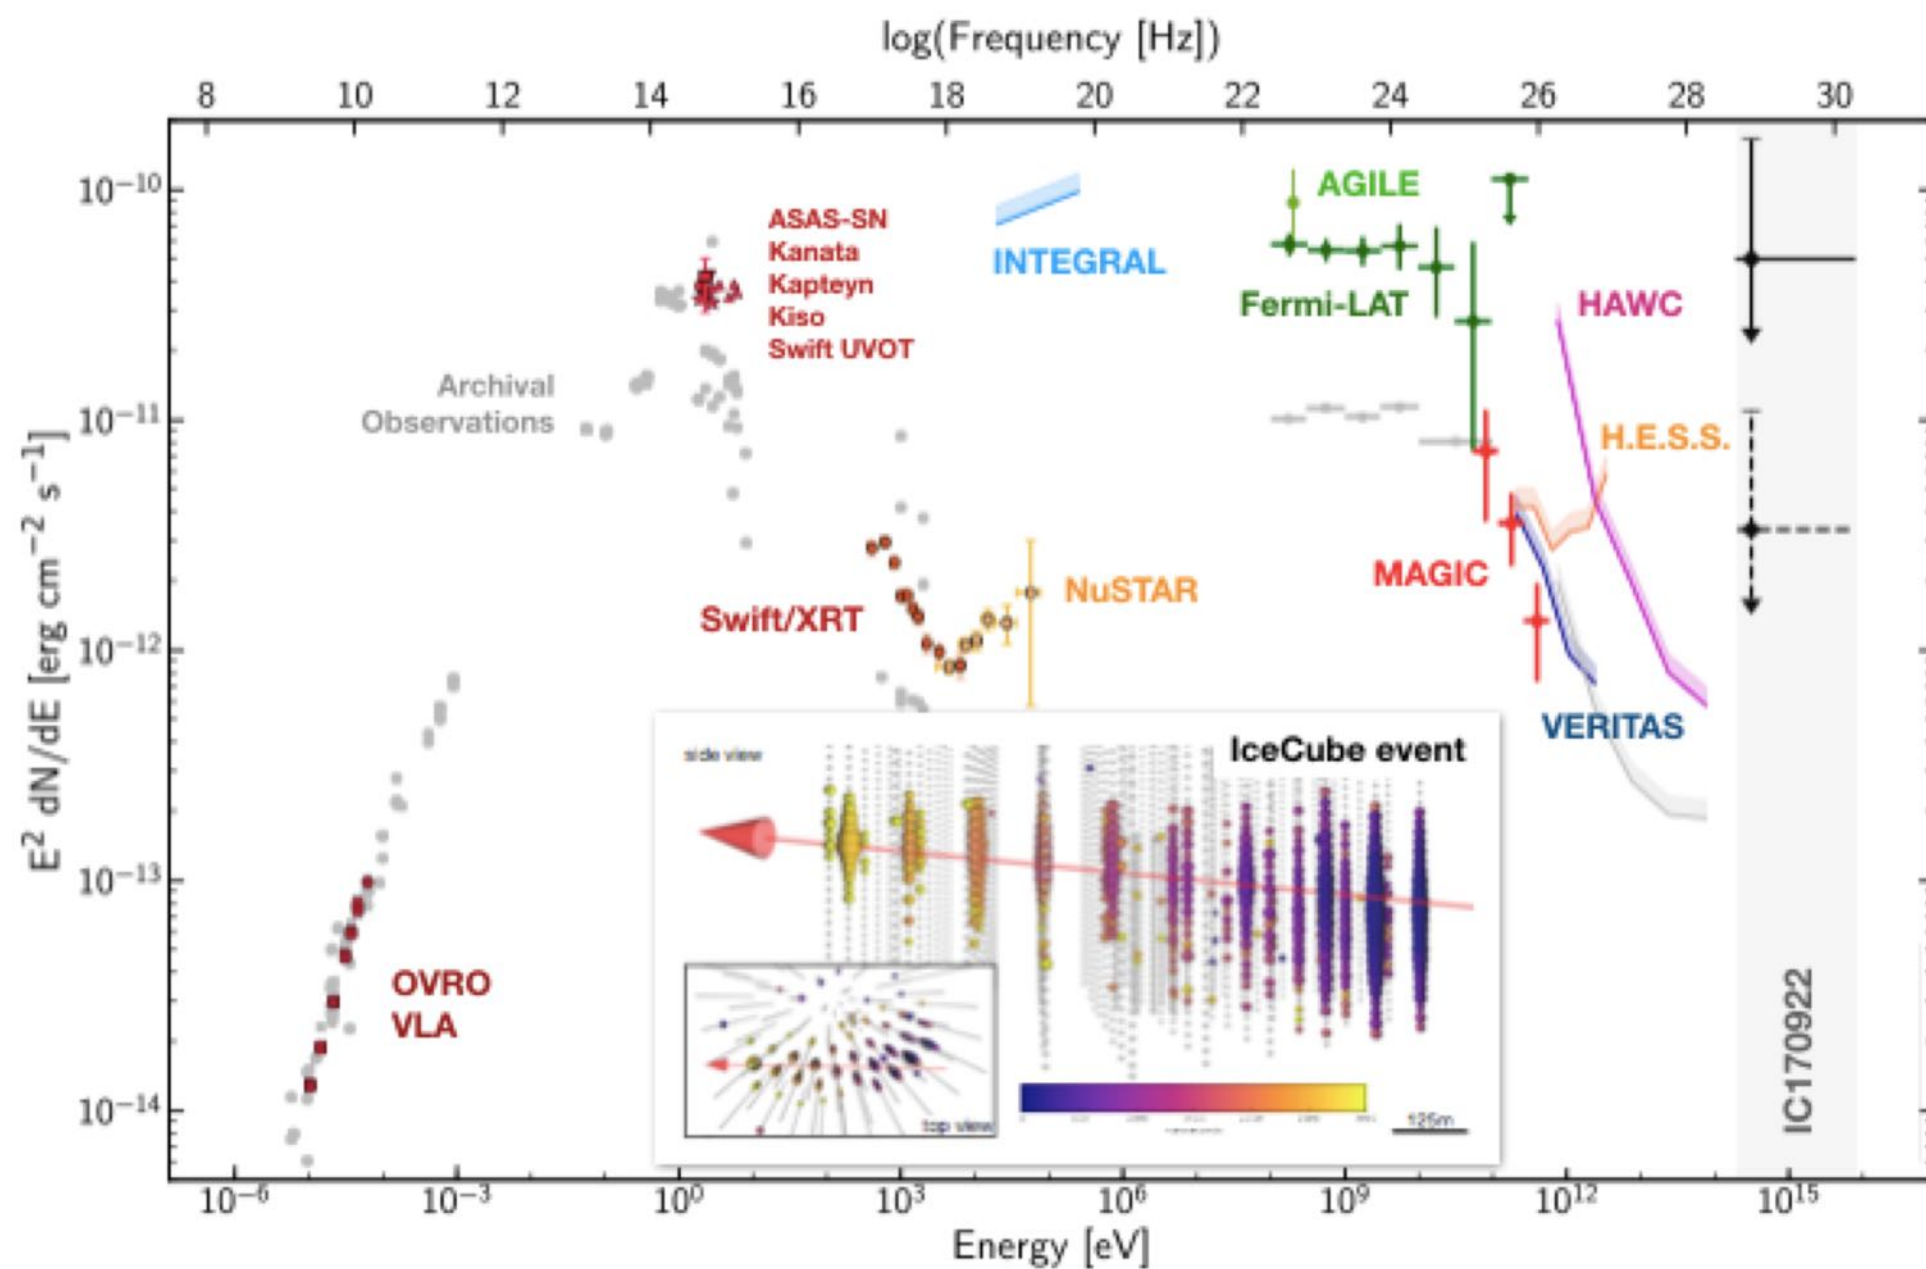 log(Frequency [Hz])
8 10 12 14 16 18 20 22 24 26 28 30
10⁻¹⁰
10⁻¹¹
10⁻¹²
10⁻¹³
10⁻¹⁴
E² dN/dE [erg cm⁻² s⁻¹]
ASAS-SN
Kanata
Kapteyn
Kiso
Swift UVOT
INTEGRAL
AGILE
Fermi-LAT
HAWC
Archival
Observations
H.E.S.S.
MAGIC
NuSTAR
Swift/XRT
VERITAS
OVRO
VLA
side view
IceCube event
top view
125m
IC170922
10⁻⁶ 10⁻³ 10⁰ 10³ 10⁶ 10⁹ 10¹² 10¹⁵
Energy [eV]